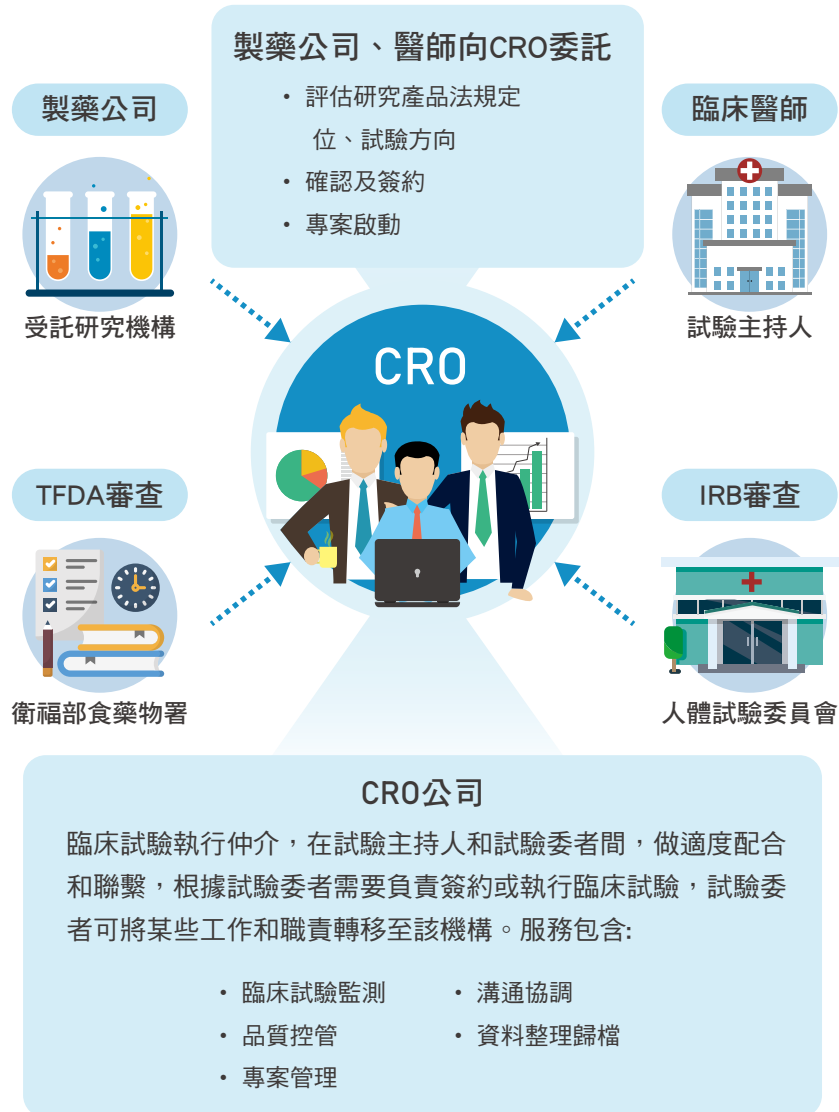 製藥公司、醫師向CRO委託
• 評估研究產品法規定
位、試驗方向
• 確認及簽約
• 專案啟動
製藥公司
受託研究機構
臨床醫師
試驗主持人
CRO
TFDA審查
衛福部食藥物署
IRB審查
人體試驗委員會
CRO公司
臨床試驗執行仲介，在試驗主持人和試驗委者間，做適度配合
和聯繫，根據試驗委者需要負責簽約或執行臨床試驗，試驗委
者可將某些工作和職責轉移至該機構。服務包含:
• 臨床試驗監測
• 品質控管
• 專案管理
• 溝通協調
• 資料整理歸檔